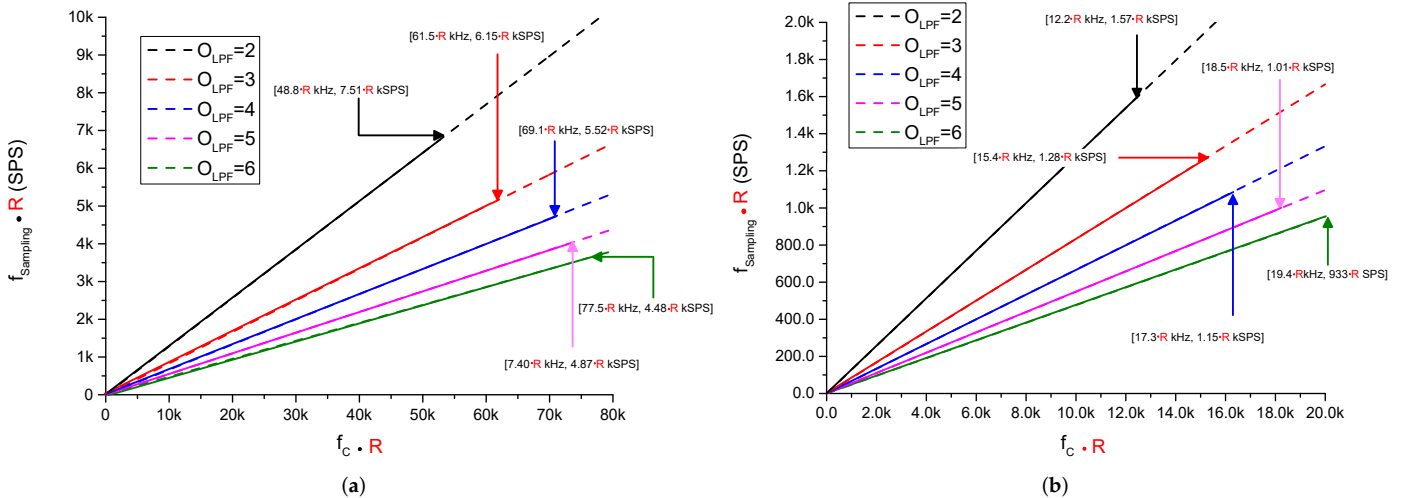 10k
9k
8k
7k
6k
5k
4k
3k
2k
1k
0
f_Sampling • R (SPS)
O_LPF=2
O_LPF=3
O_LPF=4
O_LPF=5
O_LPF=6
[61.5·R kHz, 6.15·R kSPS]
[48.8·R kHz, 7.51·R kSPS]
[69.1·R kHz, 5.52·R kSPS]
[77.5·R kHz, 4.48·R kSPS]
[7.40·R kHz, 4.87·R kSPS]
0 10k 20k 30k 40k 50k 60k 70k 80k
f_C • R
(a)
2.0k
1.8k
1.6k
1.4k
1.2k
1.0k
800.0
600.0
400.0
200.0
0.0
f_Sampling • R (SPS)
O_LPF=2
O_LPF=3
O_LPF=4
O_LPF=5
O_LPF=6
[12.2·R kHz, 1.57·R kSPS]
[18.5·R kHz, 1.01·R kSPS]
[15.4·R kHz, 1.28·R kSPS]
[19.4·RkHz, 933·R SPS]
[17.3·R kHz, 1.15·R kSPS]
0.0 2.0k 4.0k 6.0k 8.0k 10.0k 12.0k 14.0k 16.0k 18.0k 20.0k
f_C • R
(b)